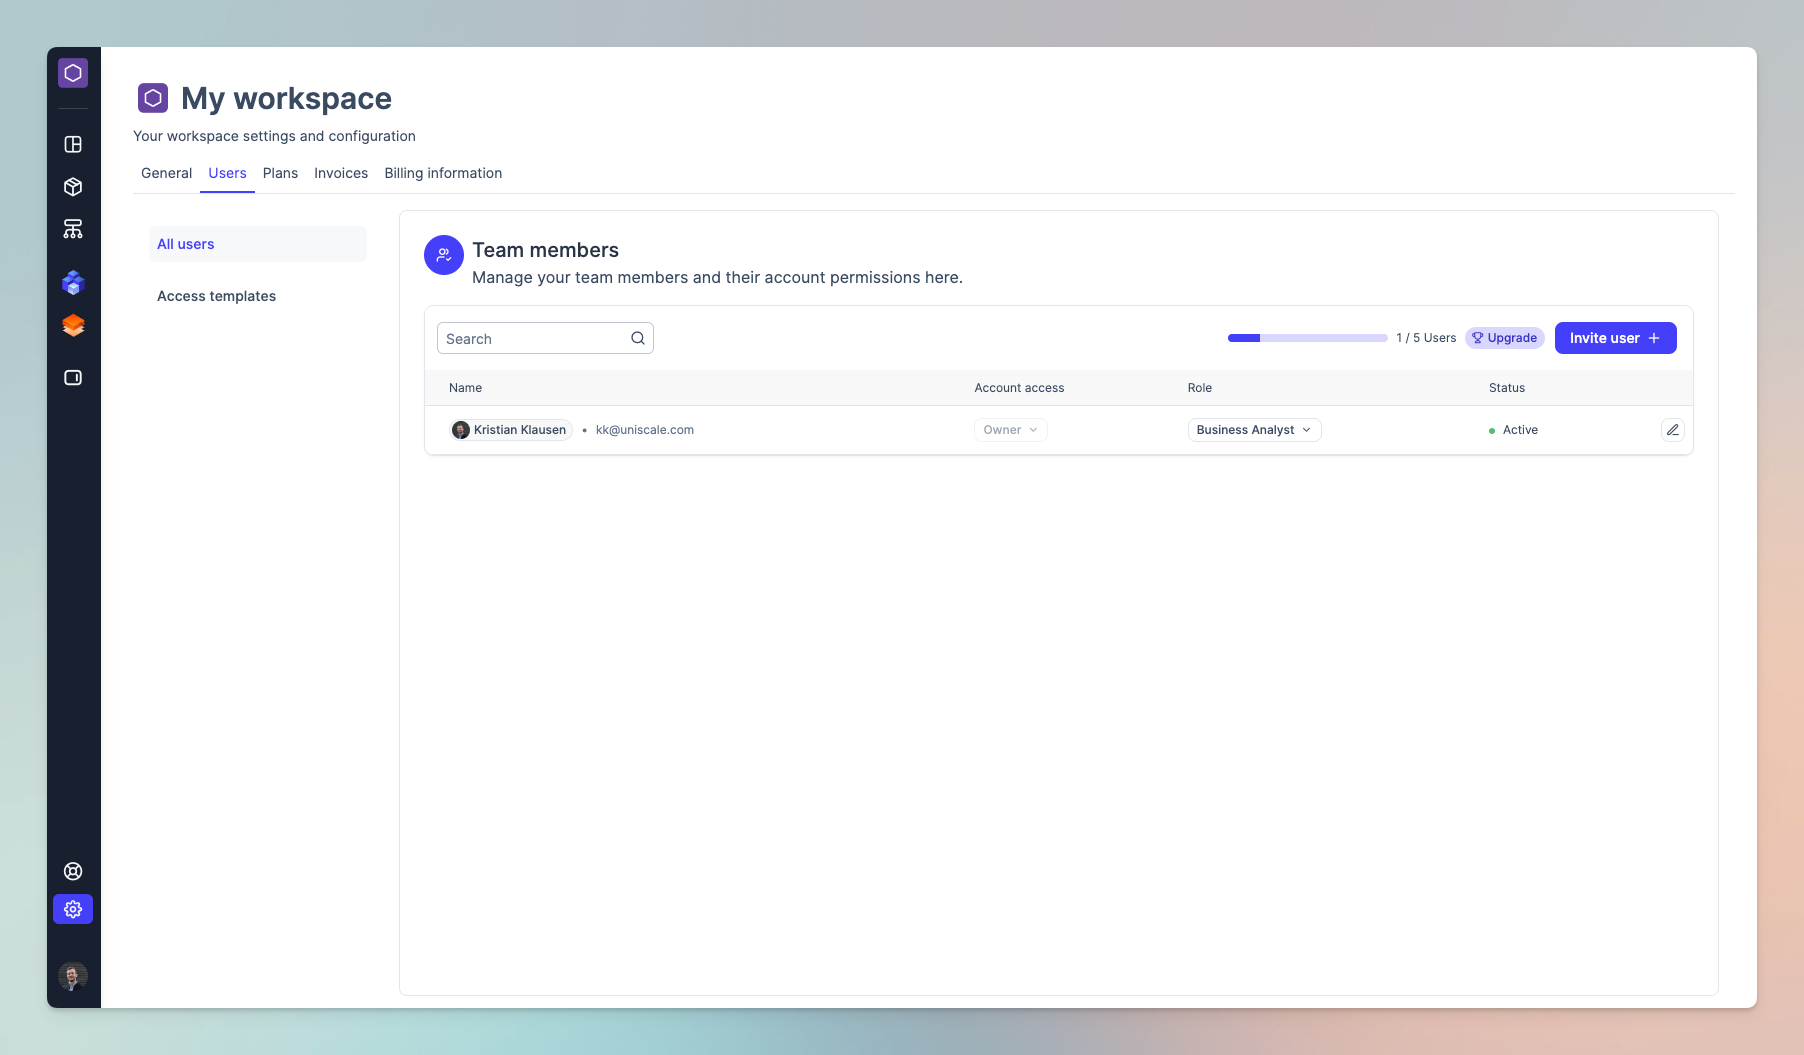 My workspace
Your workspace settings and configuration
General Users Plans Invoices Billing information
All users
Access templates
Team members
Manage your team members and their account permissions here.
Search 1 / 5 Users Upgrade Invite user
Name Account access Role Status
Kristian Klausen • kk@uniscale.com Owner Business Analyst Active